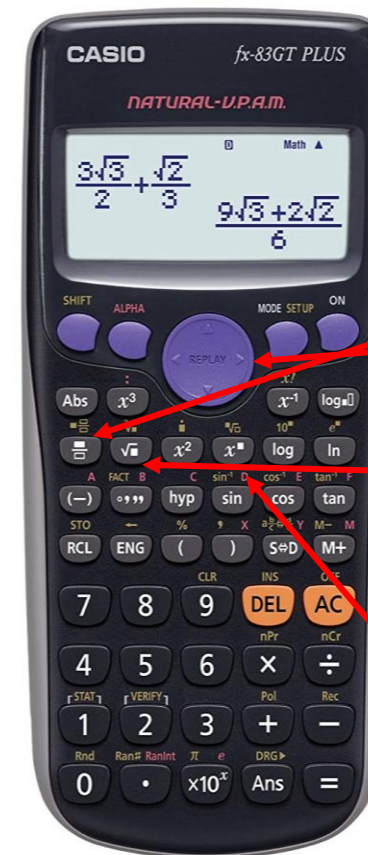 CASIO fx-83GT PLUS
NATURAL-V.P.A.M.
D Math ▲
3√3/2 + √2/3
(9√3+2√2)/6
SHIFT ALPHA MODE SETUP ON
REPLAY
: x!
Abs x³ x⁻¹ log
10 e
√ x² x log ln
A FACT B C sin⁻¹ D cos⁻¹ E tan⁻¹ F
(−) °,,, hyp sin cos tan
STO ← % , X Y M− M
RCL ENG ( ) S⇔D M+
CLR INS OFF
7 8 9 DEL AC
nPr nCr
4 5 6 × ÷
STAT VERIFY Pol Rec
1 2 3 + −
Rnd Ran# RanInt π e DRG▶
0 • ×10ˣ Ans =